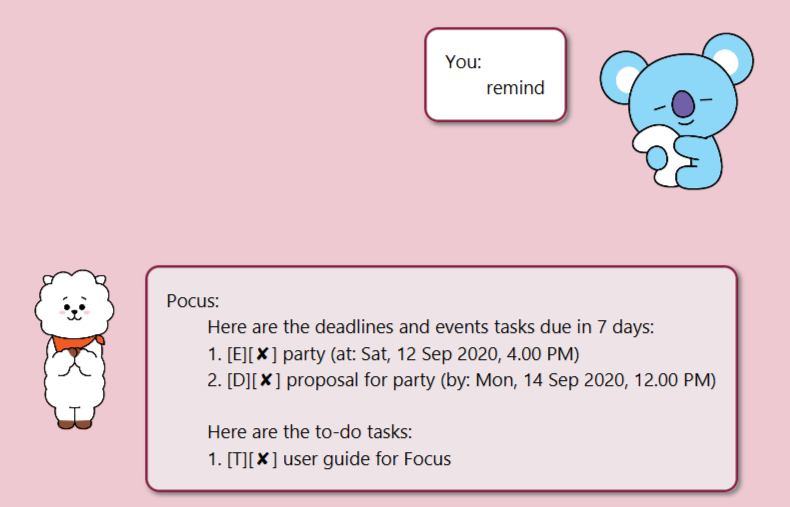 You:
remind
Pocus:
Here are the deadlines and events tasks due in 7 days:
1. [E][✘] party (at: Sat, 12 Sep 2020, 4.00 PM)
2. [D][✘] proposal for party (by: Mon, 14 Sep 2020, 12.00 PM)
Here are the to-do tasks:
1. [T][✘] user guide for Focus